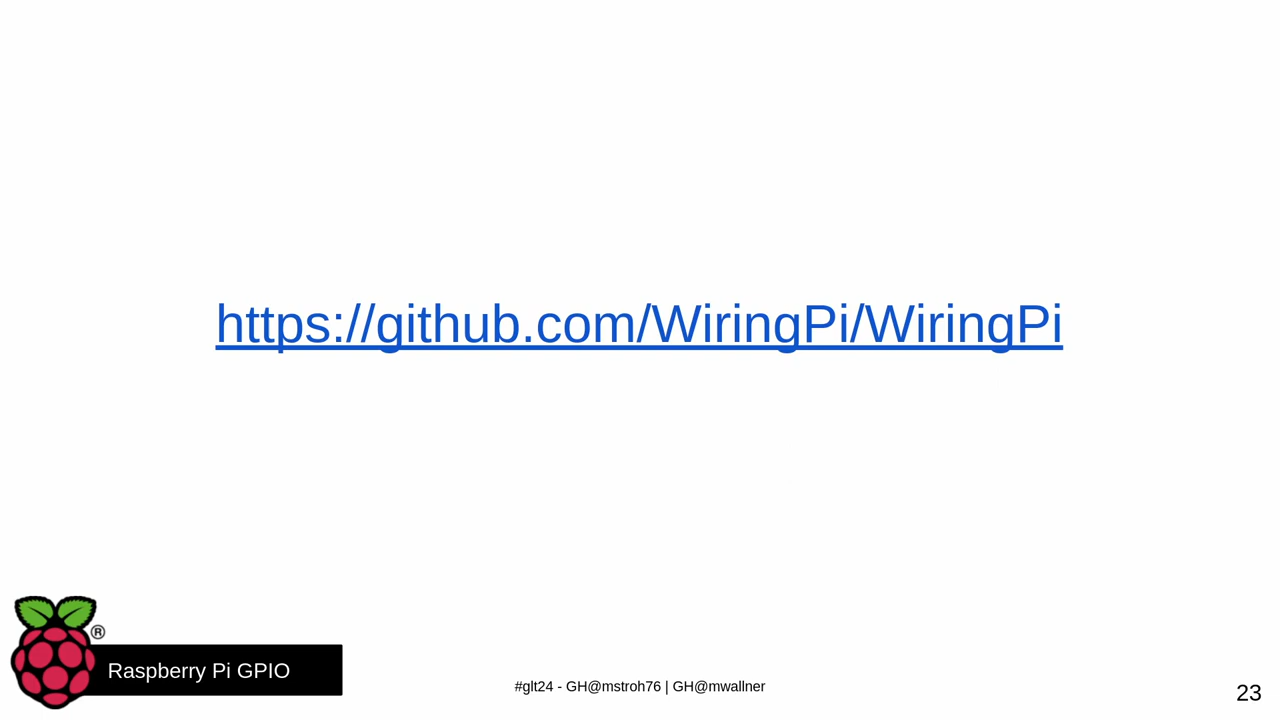 https://github.com/WiringPi/WiringPi
®
Raspberry Pi GPIO
#glt24 - GH@mstroh76 | GH@mwallner
23